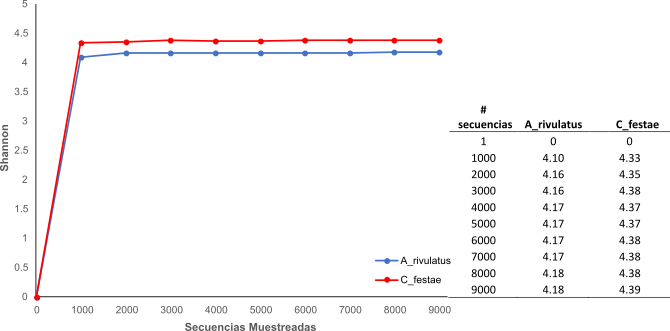 5
4.5
4
3.5
3
2.5
2
1.5
1
0.5
0
Shannon
0 1000 2000 3000 4000 5000 6000 7000 8000 9000
Secuencias Muestreadas
A_rivulatus
C_festae
#
secuencias A_rivulatus C_festae
1 0 0
1000 4.10 4.33
2000 4.16 4.35
3000 4.16 4.38
4000 4.17 4.37
5000 4.17 4.37
6000 4.17 4.38
7000 4.17 4.38
8000 4.18 4.38
9000 4.18 4.39